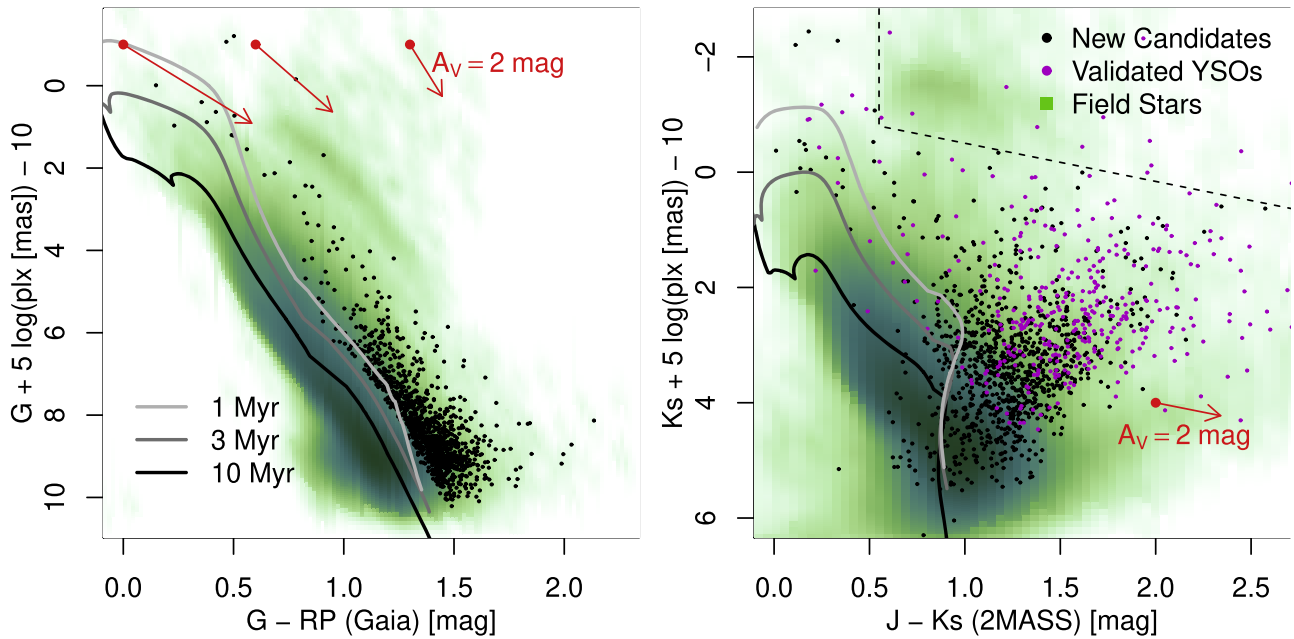 G + 5 log(plx [mas]) − 10
0
2
4
6
8
10
A_V = 2 mag
1 Myr
3 Myr
10 Myr
0.0 0.5 1.0 1.5 2.0
G − RP (Gaia) [mag]
Ks + 5 log(plx [mas]) − 10
−2
0
2
4
6
New Candidates
Validated YSOs
Field Stars
A_V = 2 mag
0.0 0.5 1.0 1.5 2.0 2.5
J − Ks (2MASS) [mag]